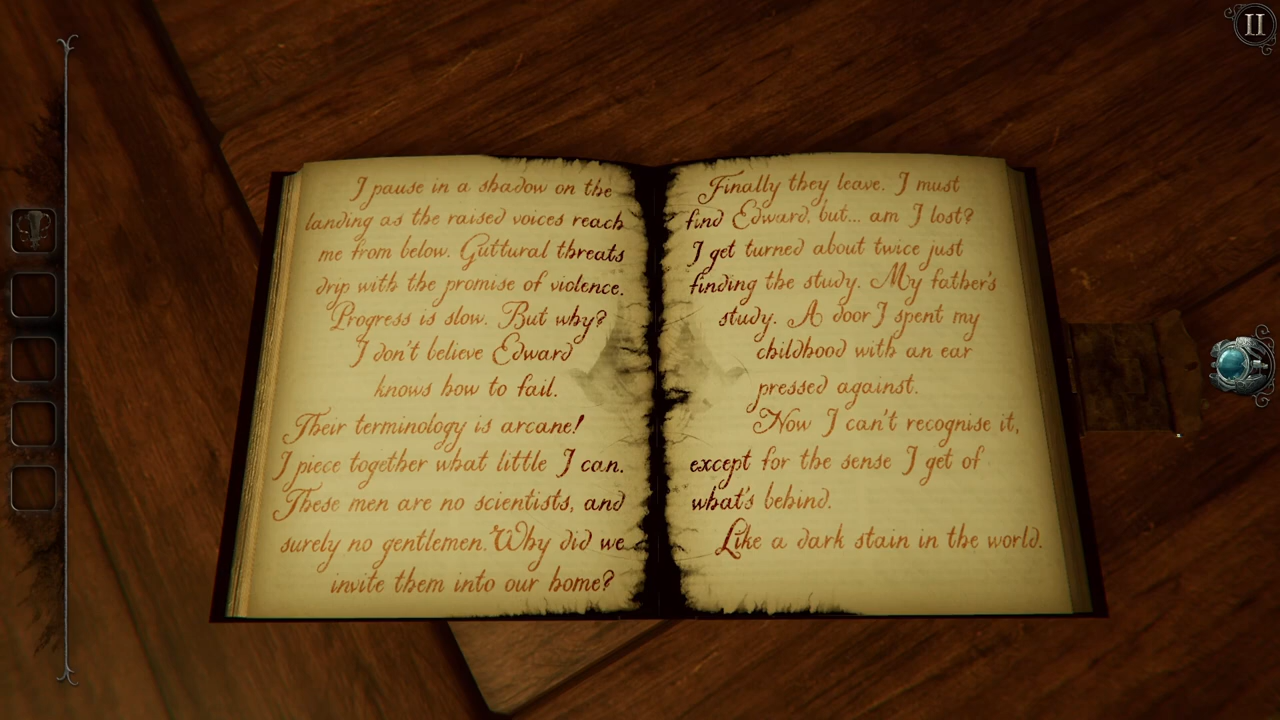 I pause in a shadow on the
landing as the raised voices reach
me from below. Guttural threats
drip with the promise of violence.
Progress is slow. But why?
I don't believe Edward
knows how to fail.
Their terminology is arcane!
I piece together what little I can.
These men are no scientists, and
surely no gentlemen. Why did we
invite them into our home?
Finally they leave. I must
find Edward, but... am I lost?
I get turned about twice just
finding the study. My father's
study. A door I spent my
childhood with an ear
pressed against.
Now I can't recognise it,
except for the sense I get of
what's behind.
Like a dark stain in the world.
II